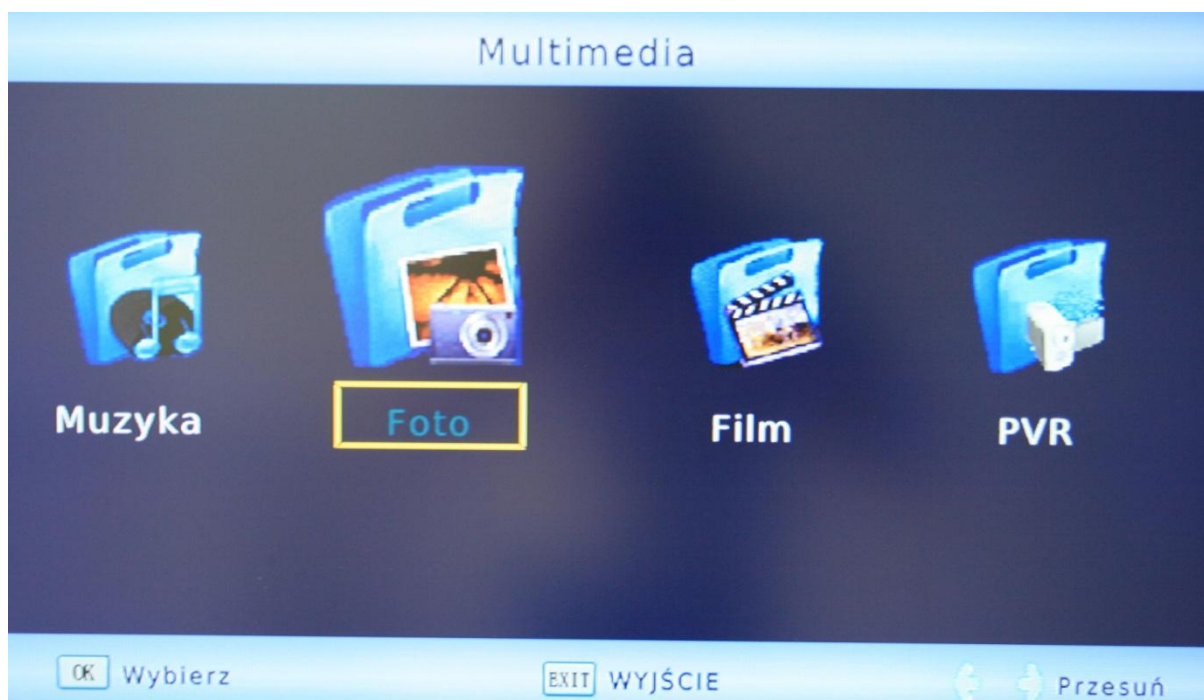 Multimedia
Muzyka
Foto
Film
PVR
OK Wybierz
EXIT WYJŚCIE
Przesuń